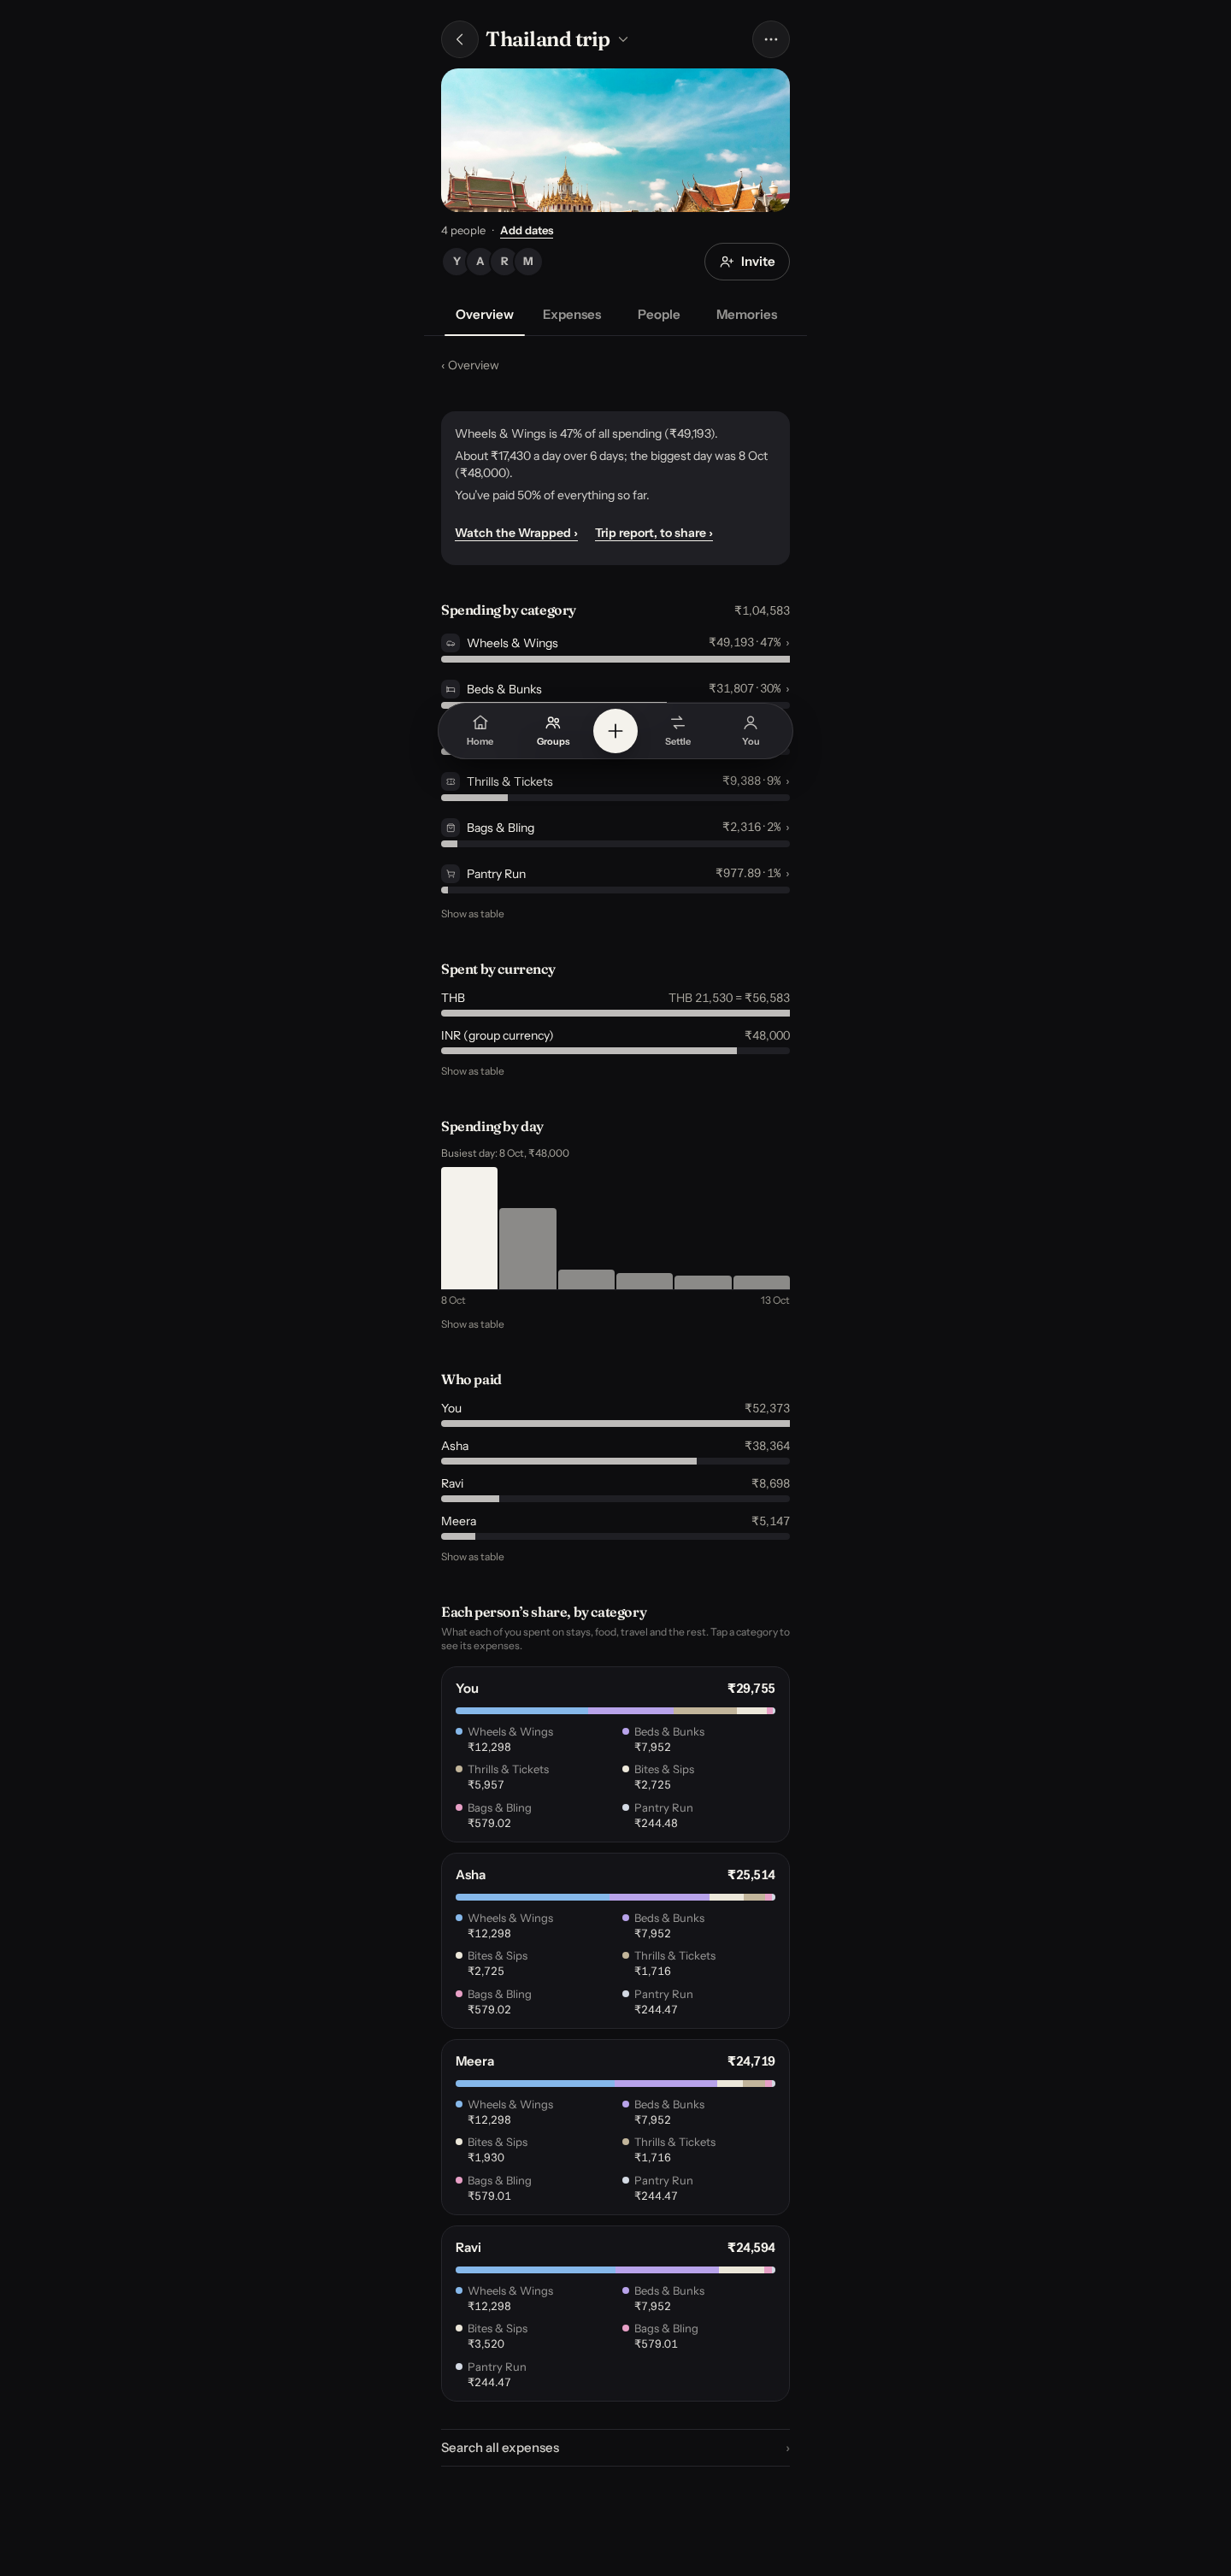 Thailand trip
4 people · Add dates
Y A R M
Invite
Overview Expenses People Memories
‹ Overview
Wheels & Wings is 47% of all spending (₹49,193).
About ₹17,430 a day over 6 days; the biggest day was 8 Oct
(₹48,000).
You’ve paid 50% of everything so far.
Watch the Wrapped › Trip report, to share ›
Spending by category ₹1,04,583
Wheels & Wings ₹49,193 · 47% ›
Beds & Bunks ₹31,807 · 30% ›
Home Groups Settle You
Thrills & Tickets ₹9,388 · 9% ›
Bags & Bling ₹2,316 · 2% ›
Pantry Run ₹977.89 · 1% ›
Show as table
Spent by currency
THB THB 21,530 = ₹56,583
INR (group currency) ₹48,000
Show as table
Spending by day
Busiest day: 8 Oct, ₹48,000
8 Oct 13 Oct
Show as table
Who paid
You ₹52,373
Asha ₹38,364
Ravi ₹8,698
Meera ₹5,147
Show as table
Each person’s share, by category
What each of you spent on stays, food, travel and the rest. Tap a category to
see its expenses.
You ₹29,755
Wheels & Wings Beds & Bunks
₹12,298 ₹7,952
Thrills & Tickets Bites & Sips
₹5,957 ₹2,725
Bags & Bling Pantry Run
₹579.02 ₹244.48
Asha ₹25,514
Wheels & Wings Beds & Bunks
₹12,298 ₹7,952
Bites & Sips Thrills & Tickets
₹2,725 ₹1,716
Bags & Bling Pantry Run
₹579.02 ₹244.47
Meera ₹24,719
Wheels & Wings Beds & Bunks
₹12,298 ₹7,952
Bites & Sips Thrills & Tickets
₹1,930 ₹1,716
Bags & Bling Pantry Run
₹579.01 ₹244.47
Ravi ₹24,594
Wheels & Wings Beds & Bunks
₹12,298 ₹7,952
Bites & Sips Bags & Bling
₹3,520 ₹579.01
Pantry Run
₹244.47
Search all expenses ›